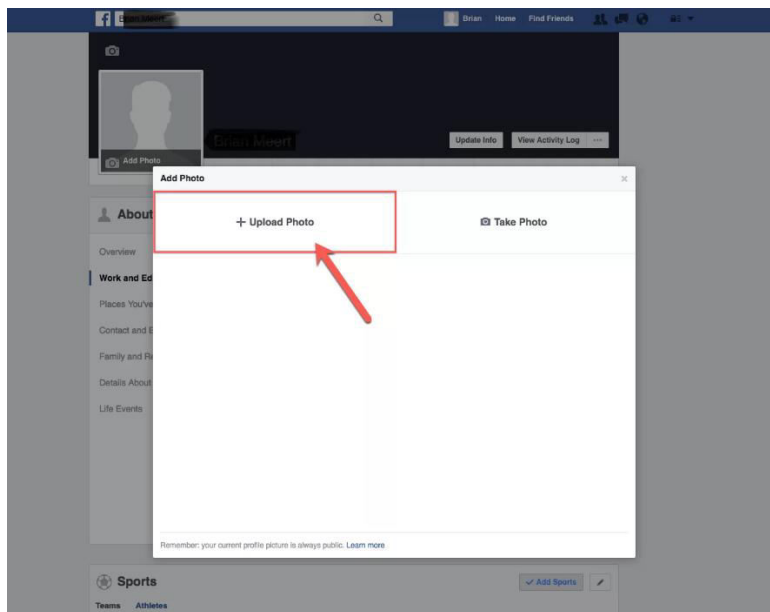 f
Brian Home Find Friends
Update Info View Activity Log ...
Add Photo
Add Photo
+ Upload Photo
Take Photo
About
Overview
Work and Ed
Places You've
Contact and B
Family and Re
Details About
Life Events
Remember: your current profile picture is always public. Learn more
Sports
Add Sports
Teams Athletes